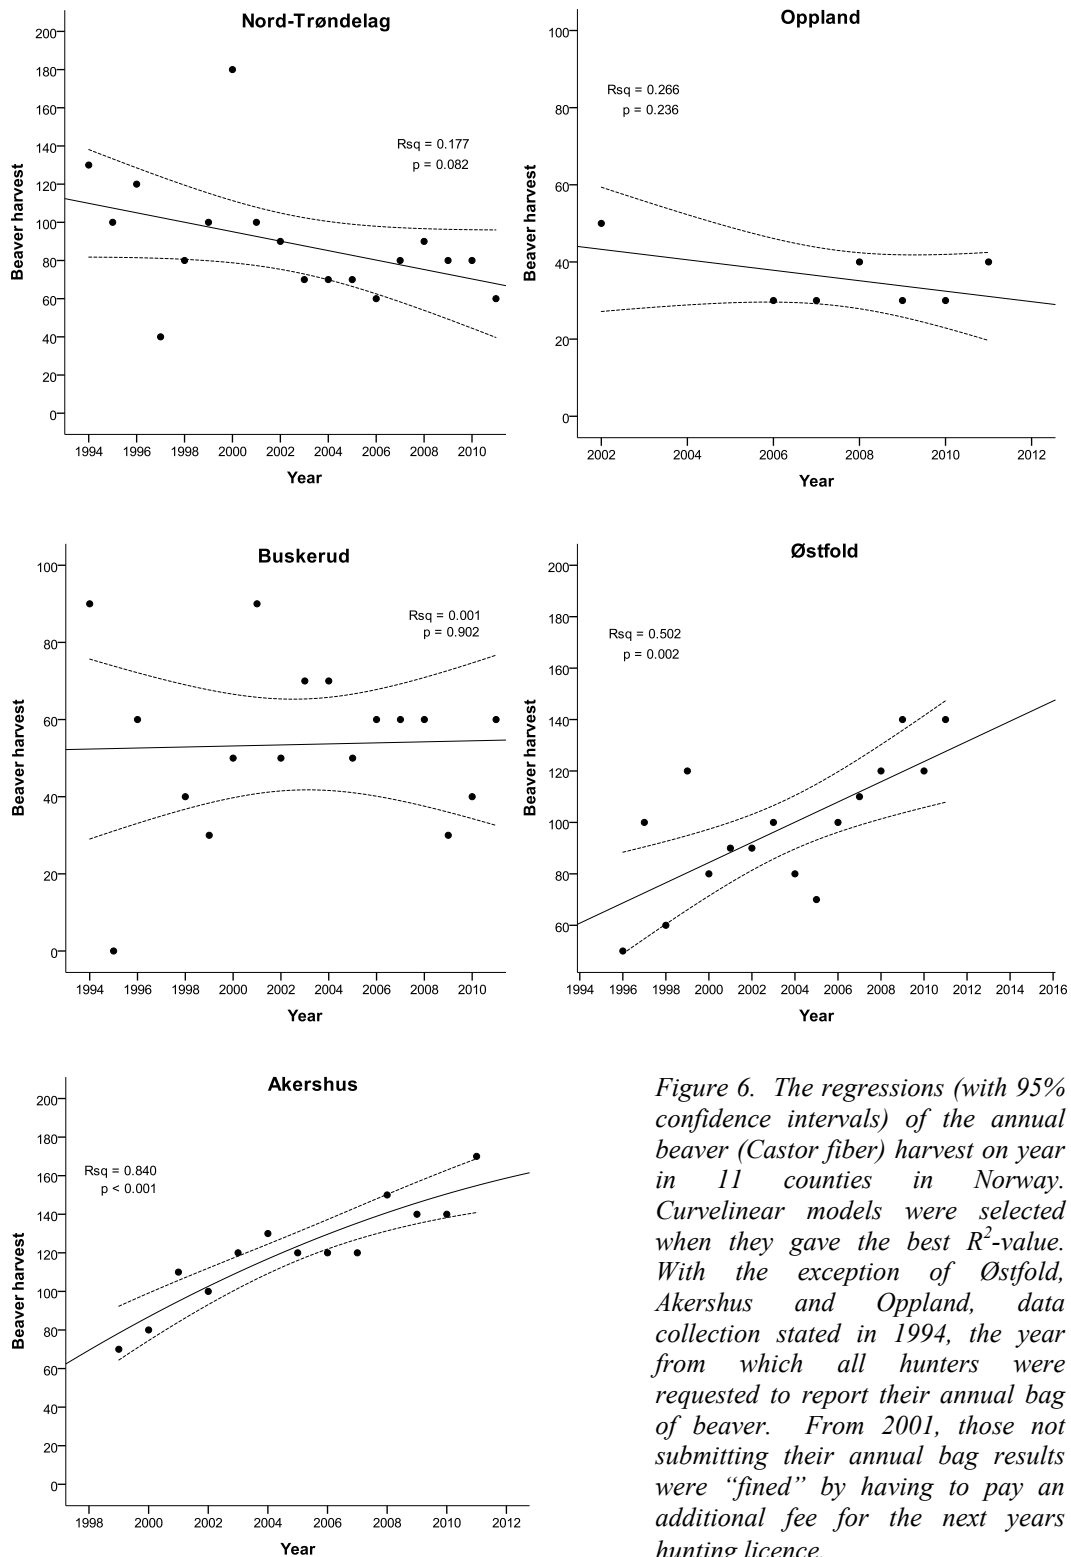 Nord-Trøndelag
200
180
160
140
120
100
80
60
40
20
0
Beaver harvest
Rsq = 0.177
p = 0.082
1994 1996 1998 2000 2002 2004 2006 2008 2010
Year
Oppland
100
80
60
40
20
0
Beaver harvest
Rsq = 0.266
p = 0.236
2002 2004 2006 2008 2010 2012
Year
Buskerud
100
80
60
40
20
0
Beaver harvest
Rsq = 0.001
p = 0.902
1994 1996 1998 2000 2002 2004 2006 2008 2010
Year
Østfold
200
180
160
140
120
100
80
60
Beaver harvest
Rsq = 0.502
p = 0.002
1994 1996 1998 2000 2002 2004 2006 2008 2010 2012 2014 2016
Year
Akershus
200
180
160
140
120
100
80
60
40
20
0
Beaver harvest
Rsq = 0.840
p < 0.001
1998 2000 2002 2004 2006 2008 2010 2012
Year
Figure 6. The regressions (with 95%
confidence intervals) of the annual
beaver (Castor fiber) harvest on year
in 11 counties in Norway.
Curvelinear models were selected
when they gave the best R²-value.
With the exception of Østfold,
Akershus and Oppland, data
collection stated in 1994, the year
from which all hunters were
requested to report their annual bag
of beaver. From 2001, those not
submitting their annual bag results
were “fined” by having to pay an
additional fee for the next years
hunting licence.